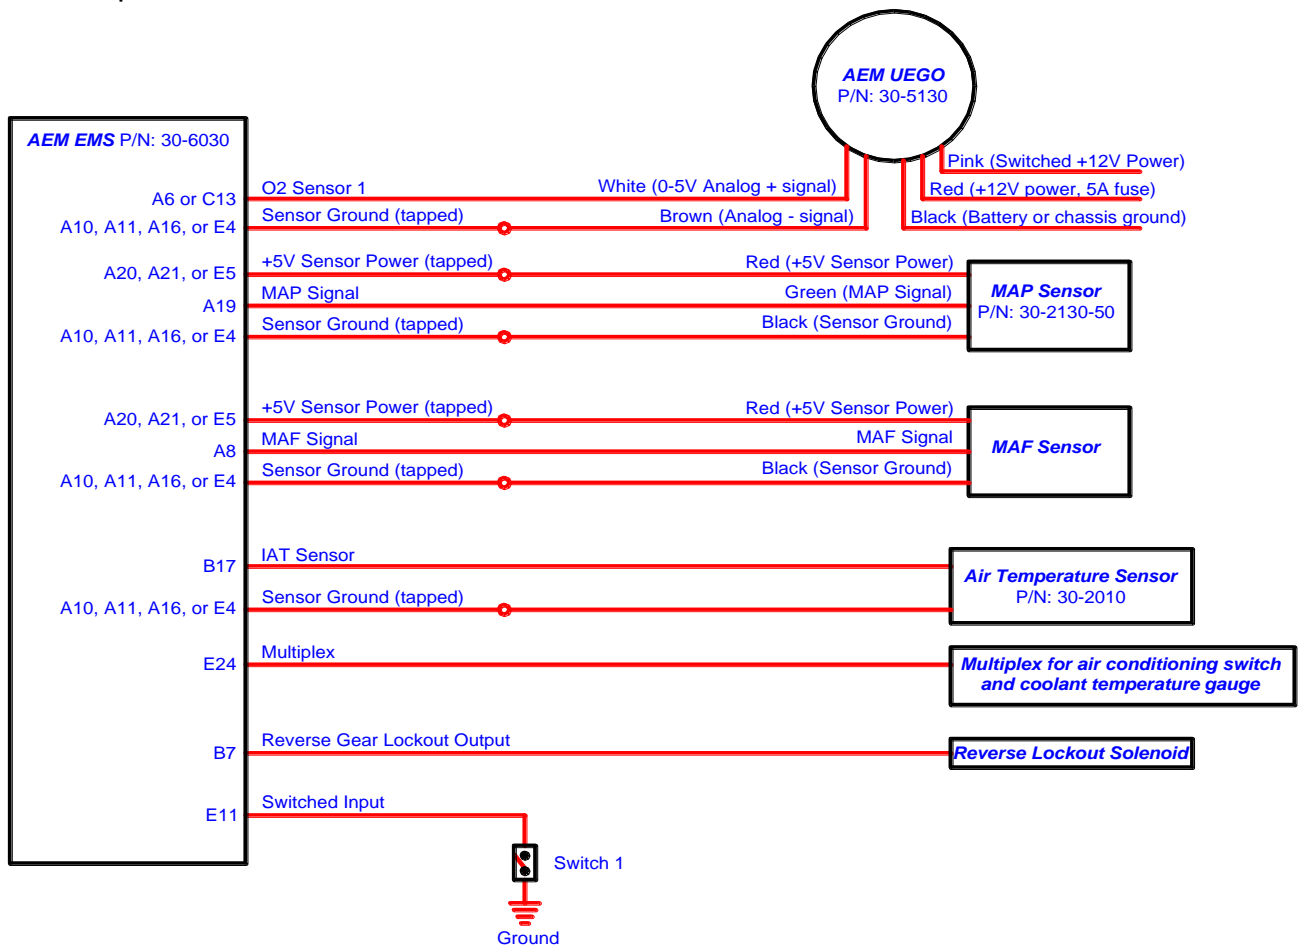 AEM UEGO
P/N: 30-5130
AEM EMS P/N: 30-6030
Pink (Switched +12V Power)
A6 or C13 O2 Sensor 1 White (0-5V Analog + signal) Red (+12V power, 5A fuse)
A10, A11, A16, or E4 Sensor Ground (tapped) Brown (Analog - signal) Black (Battery or chassis ground)
A20, A21, or E5 +5V Sensor Power (tapped) Red (+5V Sensor Power)
A19 MAP Signal Green (MAP Signal)
A10, A11, A16, or E4 Sensor Ground (tapped) Black (Sensor Ground)
MAP Sensor
P/N: 30-2130-50
A20, A21, or E5 +5V Sensor Power (tapped) Red (+5V Sensor Power)
A8 MAF Signal MAF Signal
A10, A11, A16, or E4 Sensor Ground (tapped) Black (Sensor Ground)
MAF Sensor
B17 IAT Sensor
A10, A11, A16, or E4 Sensor Ground (tapped)
Air Temperature Sensor
P/N: 30-2010
E24 Multiplex
Multiplex for air conditioning switch
and coolant temperature gauge
B7 Reverse Gear Lockout Output Reverse Lockout Solenoid
E11 Switched Input
Switch 1
Ground